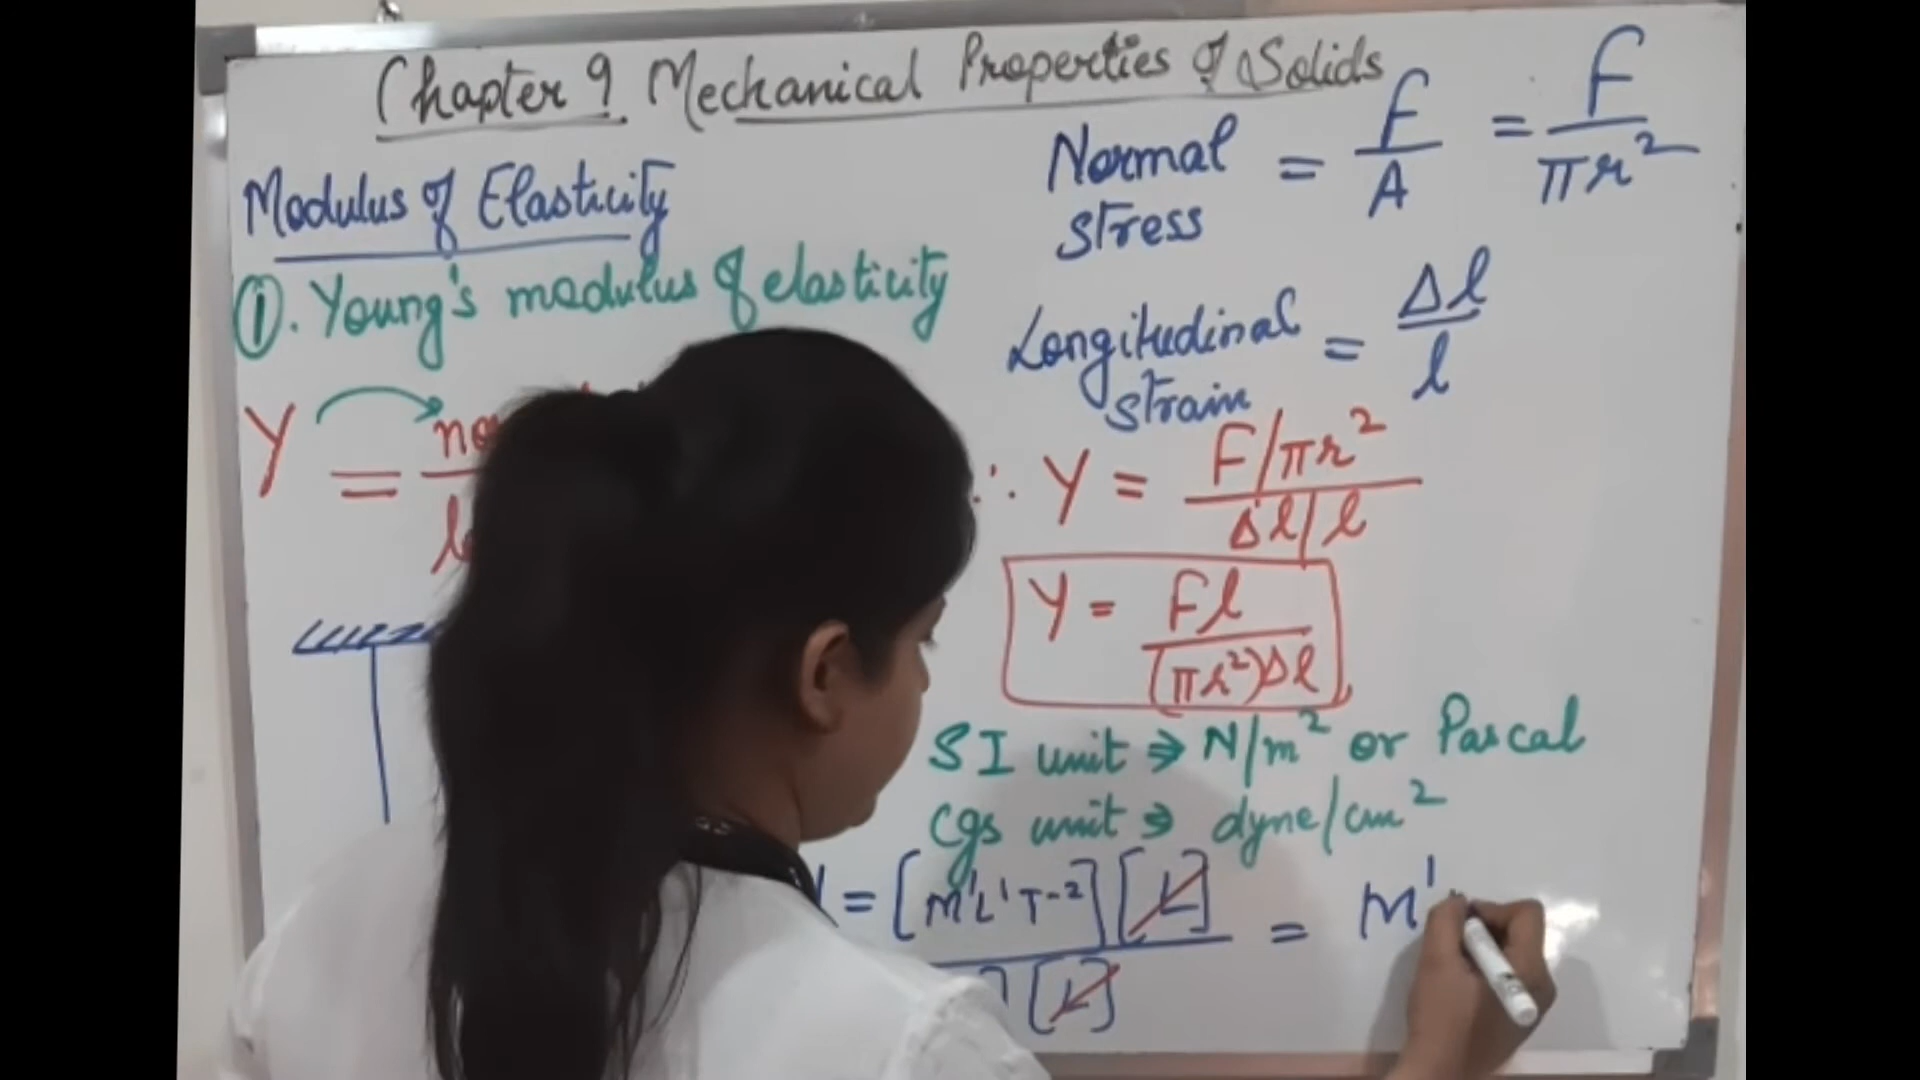 Chapter 9 Mechanical Properties of Solids
Modulus of Elasticity
①. Young's modulus of elasticity
Y =
Normal stress = F/A = F/πr²
Longitudinal strain = Δl/l
∴ Y = F/πr² / Δl/l
Y = Fl/(πr²)Δl
SI unit ⇒ N/m² or Pascal
Cgs unit ⇒ dyne/cm²
= [M¹L¹T⁻²] [L] / ] [L] = M¹